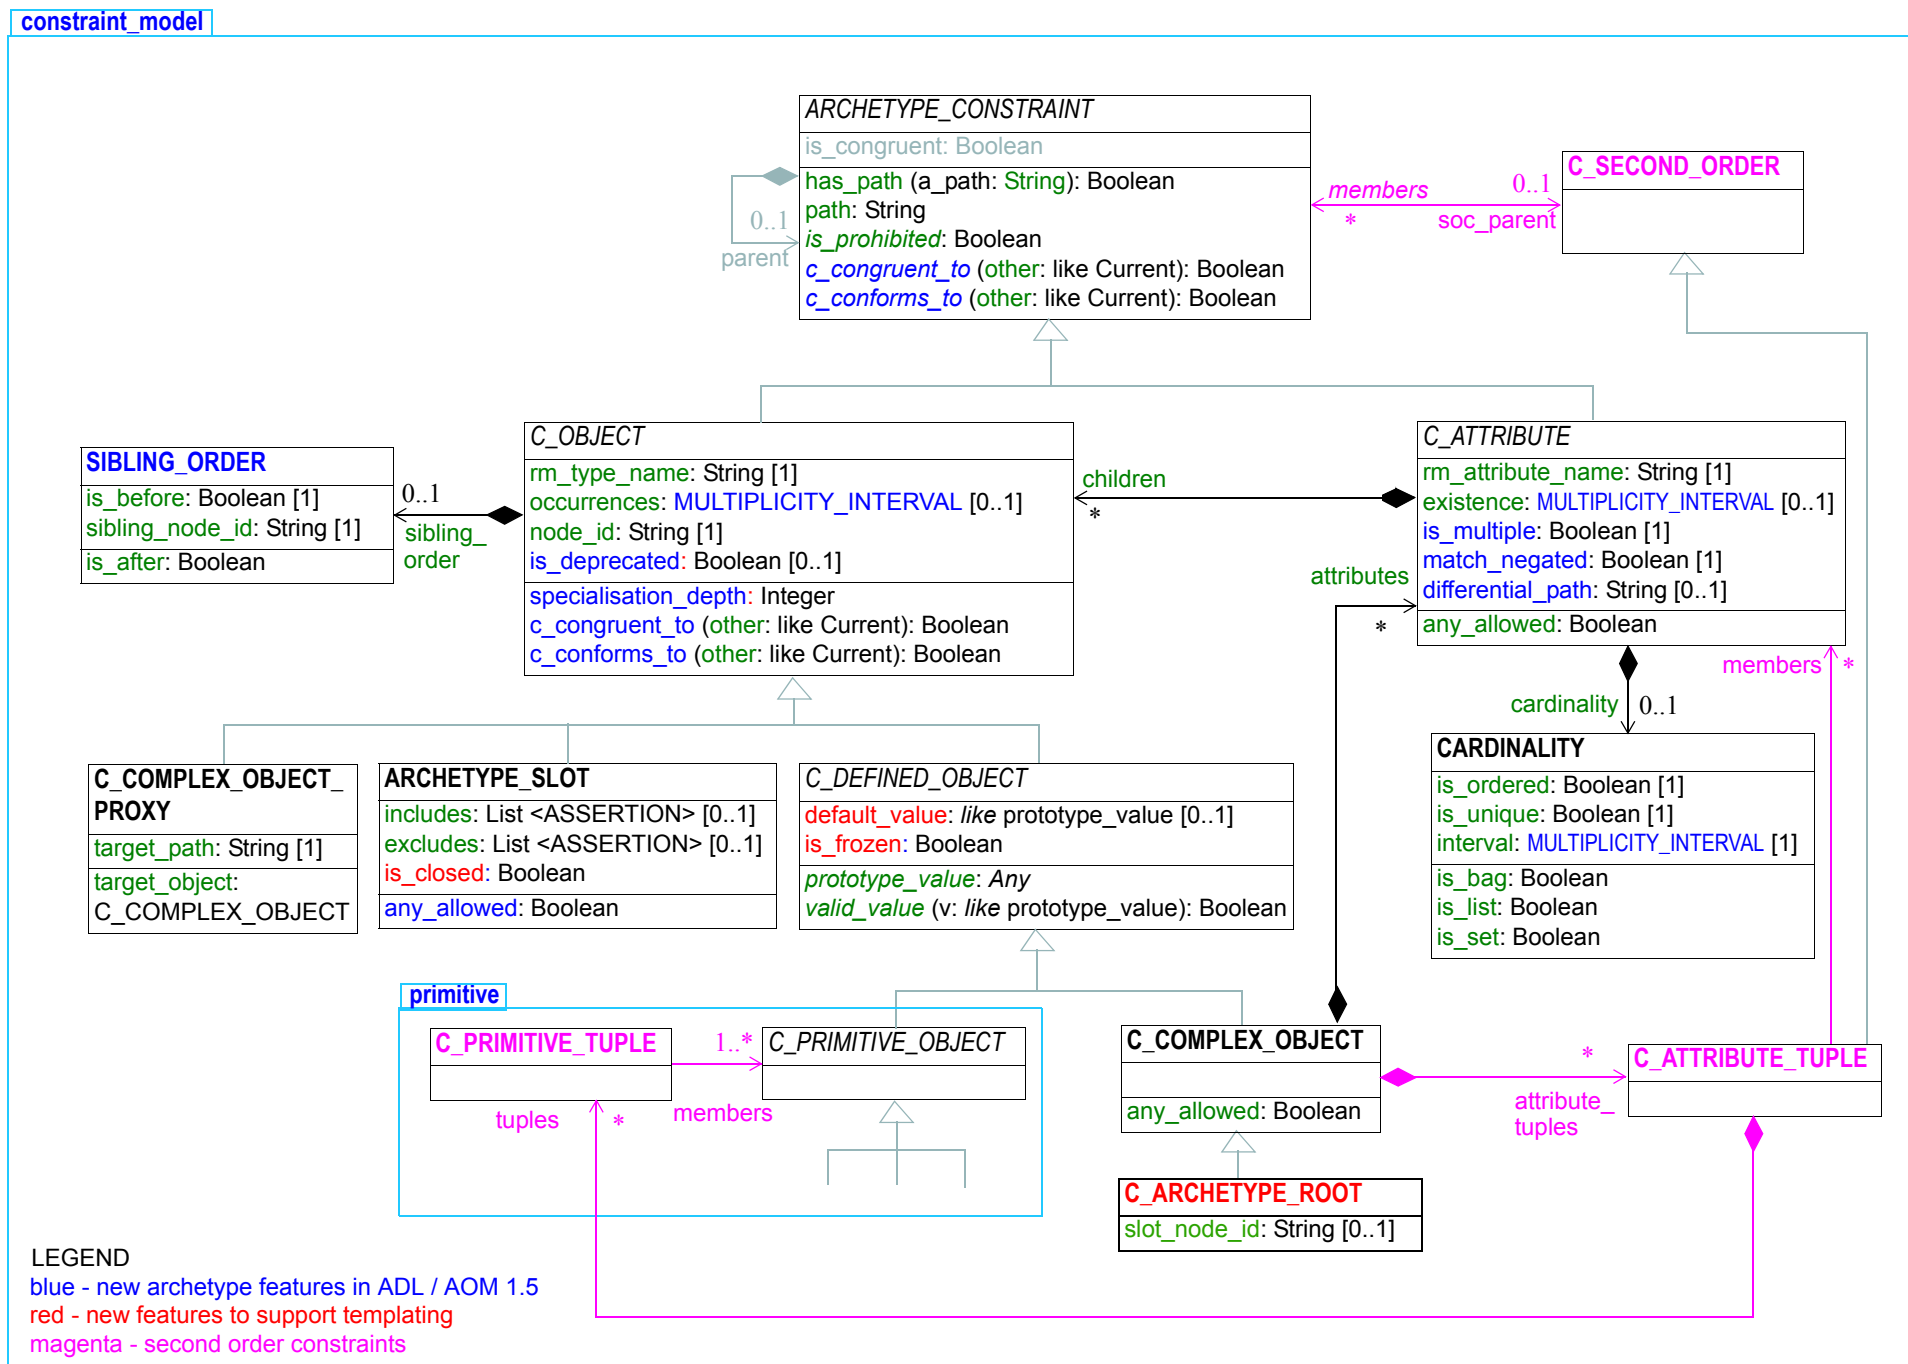 constraint_model
ARCHETYPE_CONSTRAINT
is_congruent: Boolean
has_path (a_path: String): Boolean
path: String
is_prohibited: Boolean
c_congruent_to (other: like Current): Boolean
c_conforms_to (other: like Current): Boolean
0..1
parent
members
*
0..1
soc_parent
C_SECOND_ORDER
SIBLING_ORDER
is_before: Boolean [1]
sibling_node_id: String [1]
is_after: Boolean
0..1
sibling_
order
C_OBJECT
rm_type_name: String [1]
occurrences: MULTIPLICITY_INTERVAL [0..1]
node_id: String [1]
is_deprecated: Boolean [0..1]
specialisation_depth: Integer
c_congruent_to (other: like Current): Boolean
c_conforms_to (other: like Current): Boolean
children
*
C_ATTRIBUTE
rm_attribute_name: String [1]
existence: MULTIPLICITY_INTERVAL [0..1]
is_multiple: Boolean [1]
match_negated: Boolean [1]
differential_path: String [0..1]
any_allowed: Boolean
attributes
*
members *
cardinality 0..1
C_COMPLEX_OBJECT_
PROXY
target_path: String [1]
target_object:
C_COMPLEX_OBJECT
ARCHETYPE_SLOT
includes: List <ASSERTION> [0..1]
excludes: List <ASSERTION> [0..1]
is_closed: Boolean
any_allowed: Boolean
C_DEFINED_OBJECT
default_value: like prototype_value [0..1]
is_frozen: Boolean
prototype_value: Any
valid_value (v: like prototype_value): Boolean
CARDINALITY
is_ordered: Boolean [1]
is_unique: Boolean [1]
interval: MULTIPLICITY_INTERVAL [1]
is_bag: Boolean
is_list: Boolean
is_set: Boolean
primitive
C_PRIMITIVE_TUPLE
1..*
members
C_PRIMITIVE_OBJECT
tuples *
C_COMPLEX_OBJECT
any_allowed: Boolean
*
attribute_
tuples
C_ATTRIBUTE_TUPLE
C_ARCHETYPE_ROOT
slot_node_id: String [0..1]
LEGEND
blue - new archetype features in ADL / AOM 1.5
red - new features to support templating
magenta - second order constraints